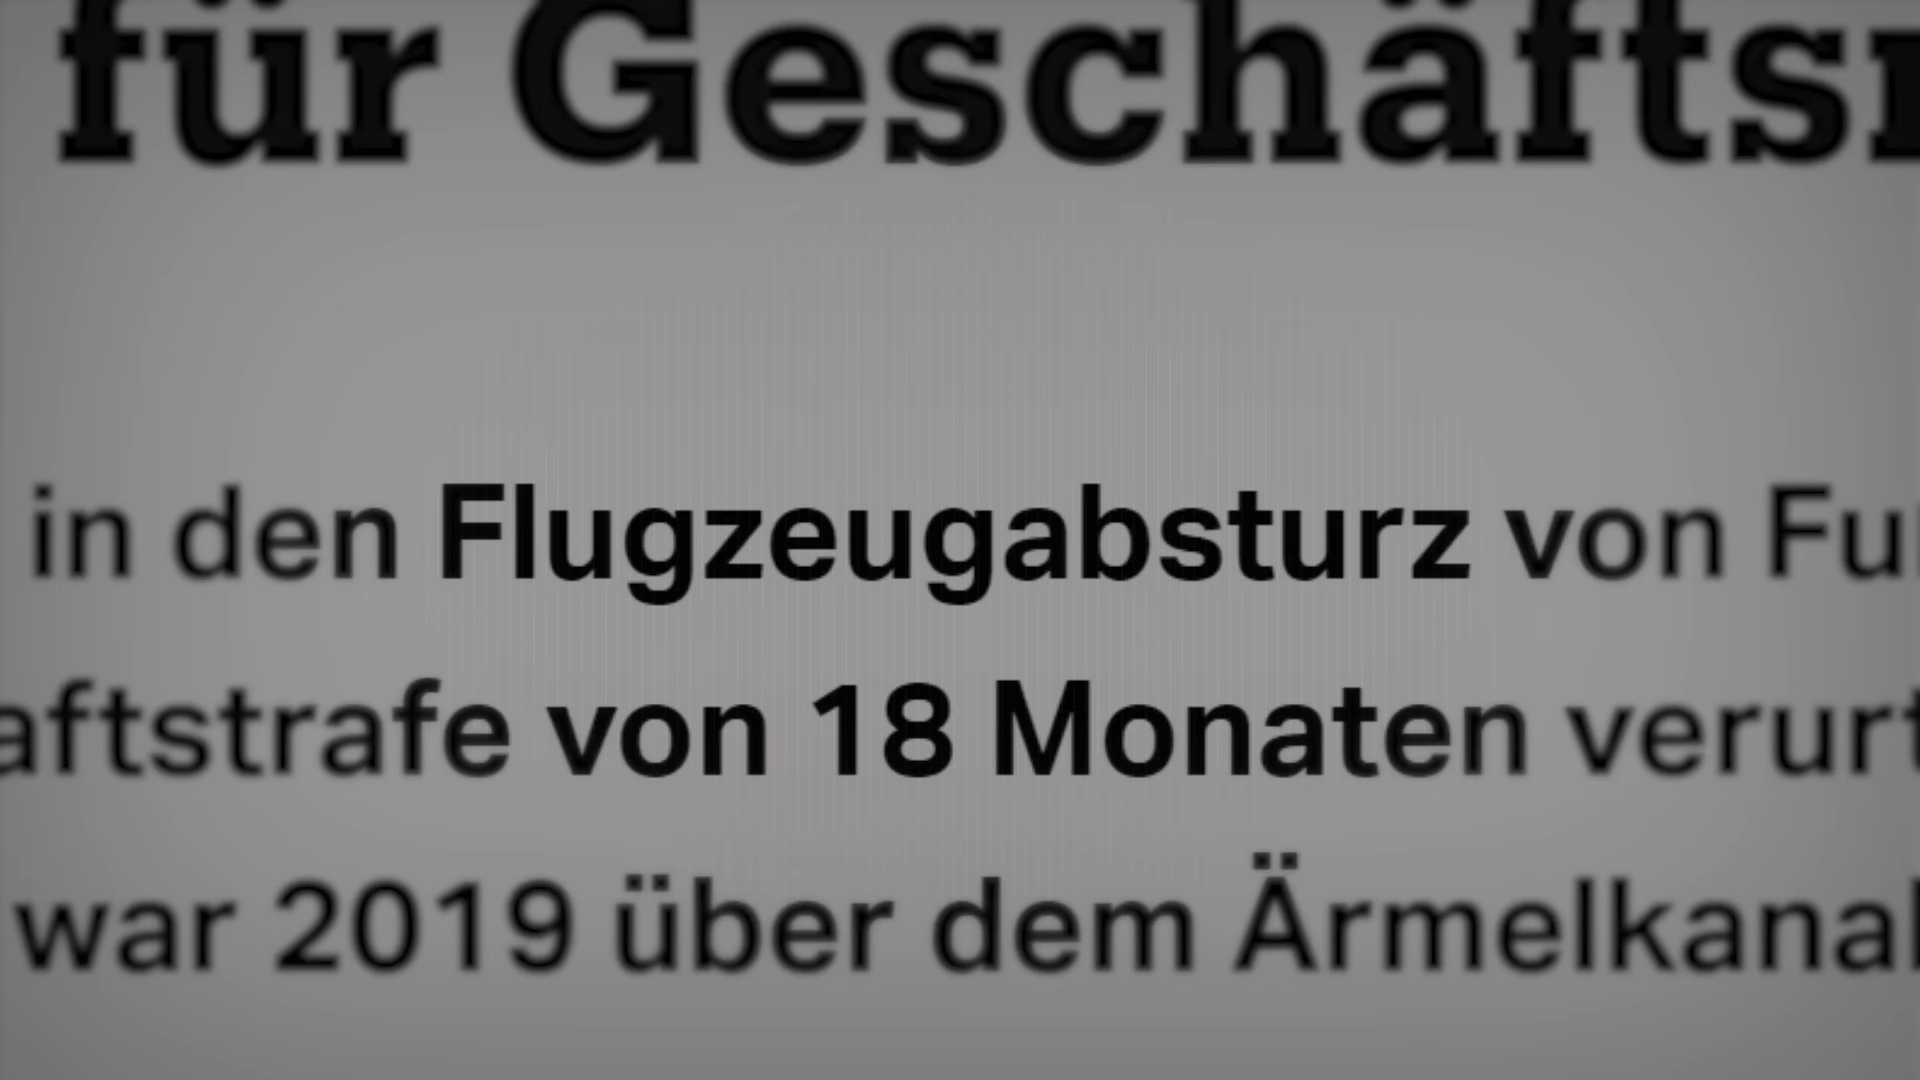 für Geschäfts
in den Flugzeugabsturz von Fu
aftstrafe von 18 Monaten verurt
war 2019 über dem Ärmelkanal